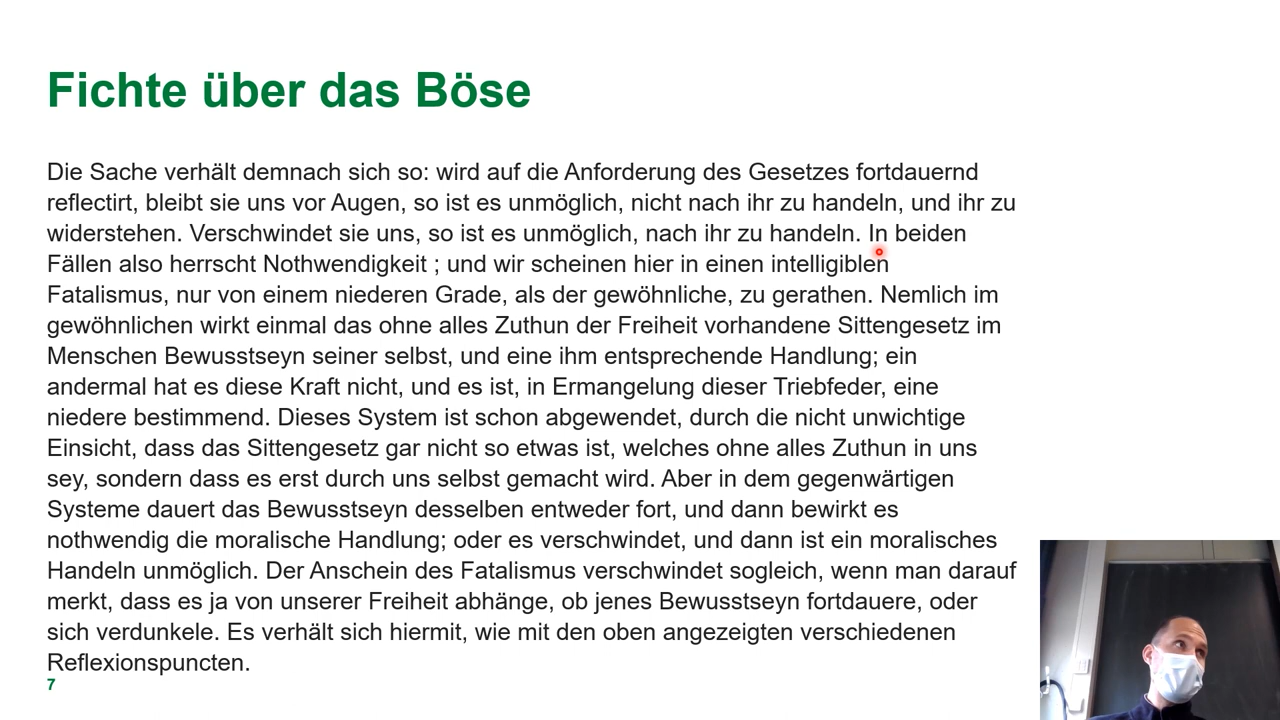 Fichte über das Böse
Die Sache verhält demnach sich so: wird auf die Anforderung des Gesetzes fortdauernd
reflectirt, bleibt sie uns vor Augen, so ist es unmöglich, nicht nach ihr zu handeln, und ihr zu
widerstehen. Verschwindet sie uns, so ist es unmöglich, nach ihr zu handeln. In beiden
Fällen also herrscht Nothwendigkeit ; und wir scheinen hier in einen intelligiblen
Fatalismus, nur von einem niederen Grade, als der gewöhnliche, zu gerathen. Nemlich im
gewöhnlichen wirkt einmal das ohne alles Zuthun der Freiheit vorhandene Sittengesetz im
Menschen Bewusstseyn seiner selbst, und eine ihm entsprechende Handlung; ein
andermal hat es diese Kraft nicht, und es ist, in Ermangelung dieser Triebfeder, eine
niedere bestimmend. Dieses System ist schon abgewendet, durch die nicht unwichtige
Einsicht, dass das Sittengesetz gar nicht so etwas ist, welches ohne alles Zuthun in uns
sey, sondern dass es erst durch uns selbst gemacht wird. Aber in dem gegenwärtigen
Systeme dauert das Bewusstseyn desselben entweder fort, und dann bewirkt es
nothwendig die moralische Handlung; oder es verschwindet, und dann ist ein moralisches
Handeln unmöglich. Der Anschein des Fatalismus verschwindet sogleich, wenn man darauf
merkt, dass es ja von unserer Freiheit abhänge, ob jenes Bewusstseyn fortdauere, oder
sich verdunkele. Es verhält sich hiermit, wie mit den oben angezeigten verschiedenen
Reflexionspuncten.
7